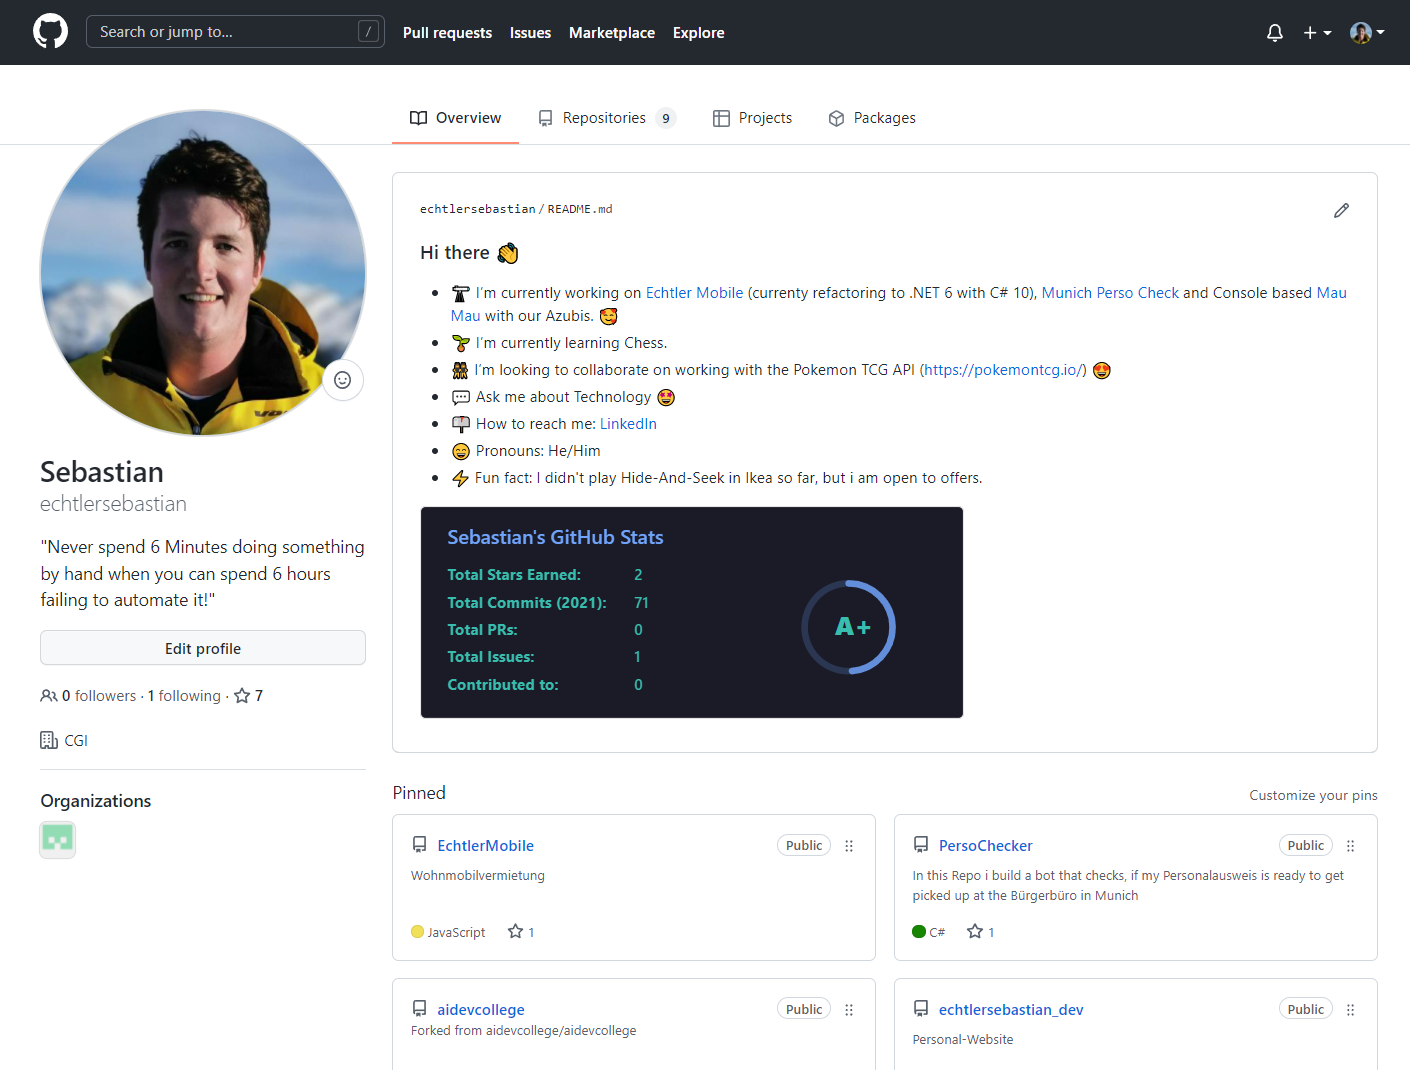 Search or jump to... /
Pull requests Issues Marketplace Explore
Overview Repositories 9 Projects Packages
echtlersebastian / README.md
Hi there 👋
🔭 I'm currently working on Echtler Mobile (currenty refactoring to .NET 6 with C# 10), Munich Perso Check and Console based Mau
Mau with our Azubis. 🥰
🌱 I'm currently learning Chess.
👯 I'm looking to collaborate on working with the Pokemon TCG API (https://pokemontcg.io/) 😍
💬 Ask me about Technology 🤩
📫 How to reach me: LinkedIn
😄 Pronouns: He/Him
⚡ Fun fact: I didn't play Hide-And-Seek in Ikea so far, but i am open to offers.
Sebastian
echtlersebastian
"Never spend 6 Minutes doing something
by hand when you can spend 6 hours
failing to automate it!"
Edit profile
0 followers · 1 following · 7
CGI
Organizations
Sebastian's GitHub Stats
Total Stars Earned: 2
Total Commits (2021): 71
Total PRs: 0
Total Issues: 1
Contributed to: 0
A+
Pinned
Customize your pins
EchtlerMobile Public
Wohnmobilvermietung
JavaScript 1
PersoChecker Public
In this Repo i build a bot that checks, if my Personalausweis is ready to get
picked up at the Bürgerbüro in Munich
C# 1
aidevcollege Public
Forked from aidevcollege/aidevcollege
echtlersebastian_dev Public
Personal-Website